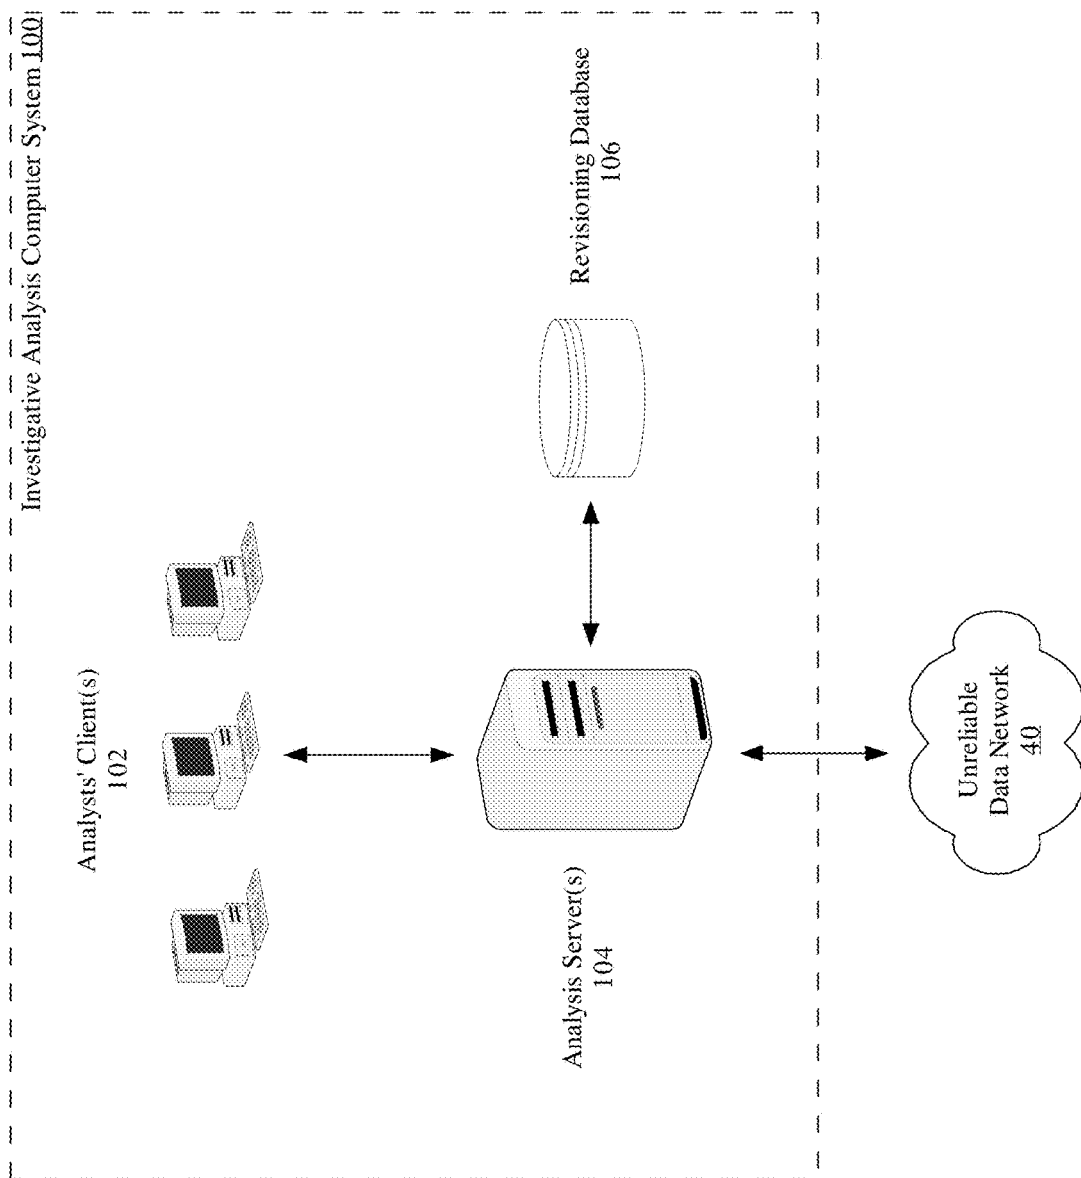 Investigative Analysis Computer System 100
Analysts' Client(s)
102
Analysis Server(s)
104
Revisioning Database
106
Unreliable
Data Network
40